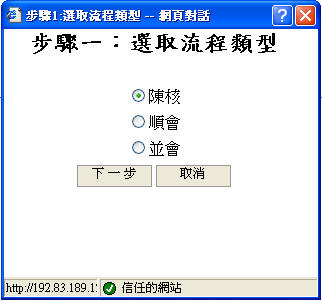 步驟1:選取流程類型 -- 網頁對話
步驟一：選取流程類型
陳核
順會
並會
下一步 取消
http://192.83.189.1 信任的網站